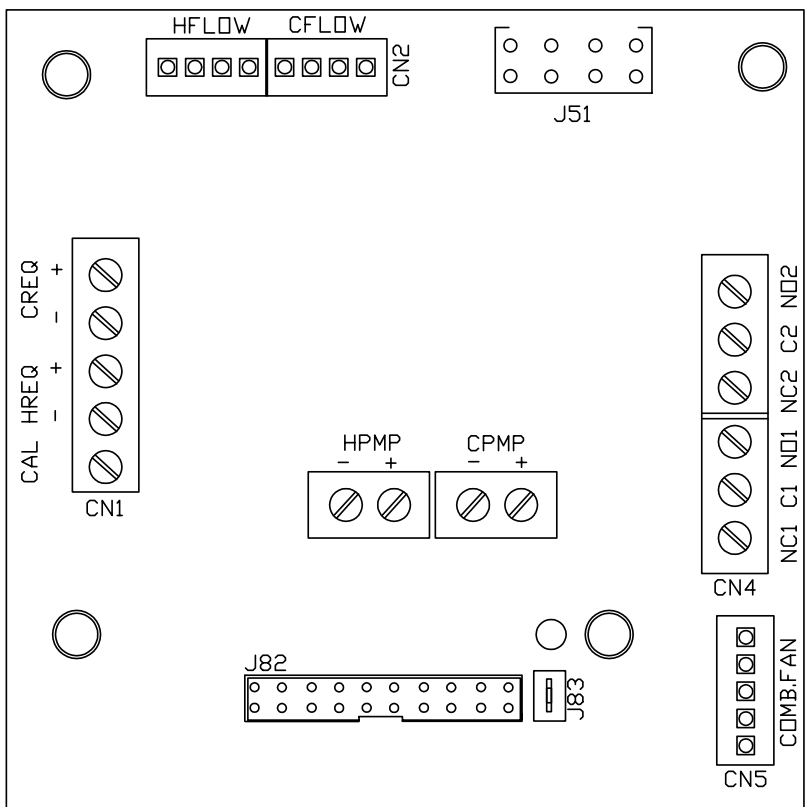 HFLOW CFLOW
CN2
J51
CREQ + -
HREQ + -
CAL
CN1
NO2
C2
NC2
NO1
C1
NC1
CN4
HPMP
- +
CPMP
- +
J82
J83
COMB.FAN
CN5